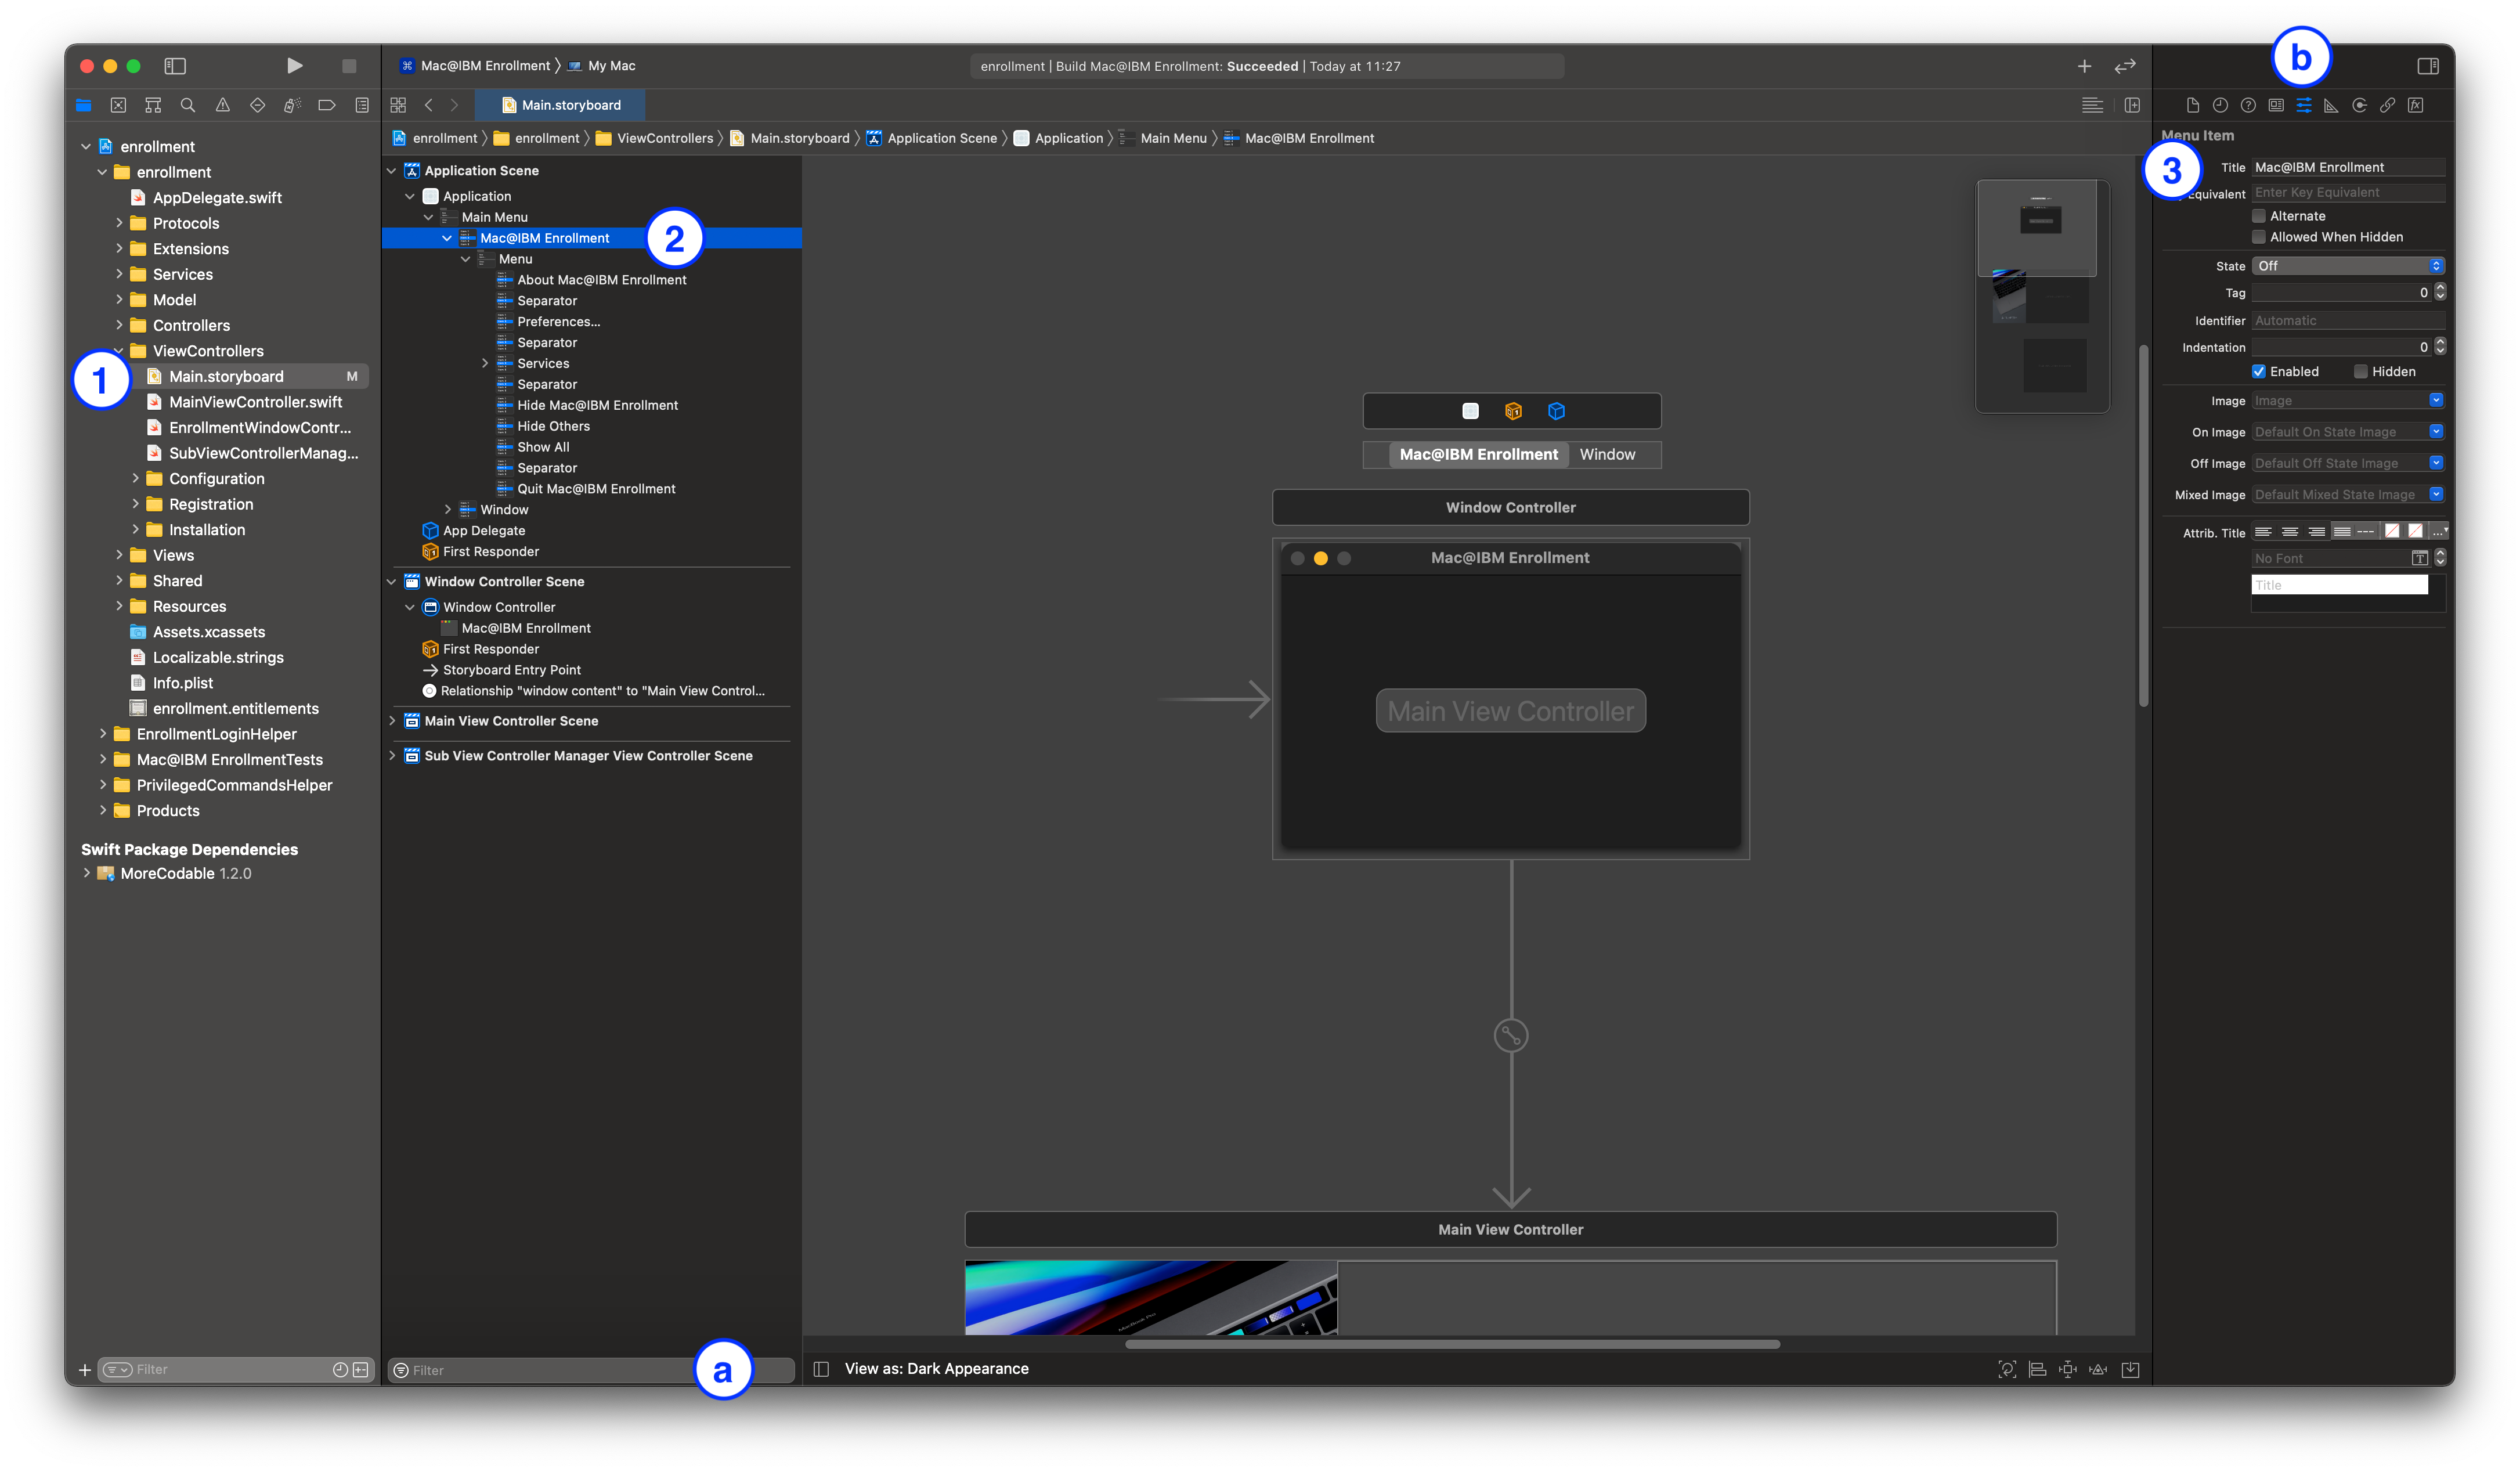 b
Mac@IBM Enrollment
My Mac
enrollment | Build Mac@IBM Enrollment: Succeeded | Today at 11:27
Main.storyboard
enrollment
enrollment
ViewControllers
Main.storyboard
Application Scene
Application
Main Menu
Mac@IBM Enrollment
enrollment
enrollment
AppDelegate.swift
Protocols
Extensions
Services
Model
Controllers
ViewControllers
1
Main.storyboard M
MainViewController.swift
EnrollmentWindowContr...
SubViewControllerManag...
Configuration
Registration
Installation
Views
Shared
Resources
Assets.xcassets
Localizable.strings
Info.plist
enrollment.entitlements
EnrollmentLoginHelper
Mac@IBM EnrollmentTests
PrivilegedCommandsHelper
Products
Swift Package Dependencies
MoreCodable 1.2.0
Filter
Application Scene
Application
Main Menu
Mac@IBM Enrollment
2
Menu
About Mac@IBM Enrollment
Separator
Preferences...
Separator
Services
Separator
Hide Mac@IBM Enrollment
Hide Others
Show All
Separator
Quit Mac@IBM Enrollment
Window
App Delegate
First Responder
Window Controller Scene
Window Controller
Mac@IBM Enrollment
First Responder
Storyboard Entry Point
Relationship "window content" to "Main View Control...
Main View Controller Scene
Sub View Controller Manager View Controller Scene
Filter
a
Mac@IBM Enrollment Window
Window Controller
Mac@IBM Enrollment
Main View Controller
Main View Controller
View as: Dark Appearance
Menu Item
3
Title Mac@IBM Enrollment
Equivalent Enter Key Equivalent
Alternate
Allowed When Hidden
State Off
Tag 0
Identifier Automatic
Indentation 0
Enabled Hidden
Image Image
On Image Default On State Image
Off Image Default Off State Image
Mixed Image Default Mixed State Image
Attrib. Title
No Font
Title